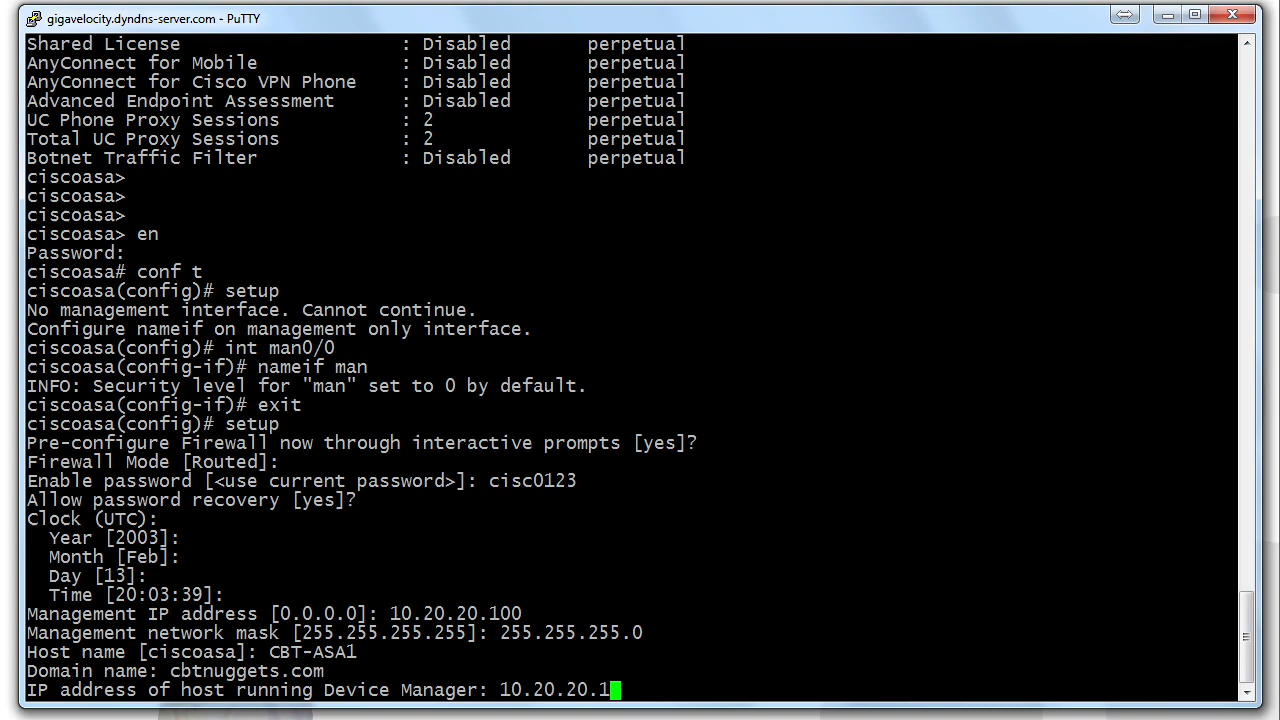 gigavelocity.dyndns-server.com - PuTTY
Shared License : Disabled perpetual
AnyConnect for Mobile : Disabled perpetual
AnyConnect for Cisco VPN Phone : Disabled perpetual
Advanced Endpoint Assessment : Disabled perpetual
UC Phone Proxy Sessions : 2 perpetual
Total UC Proxy Sessions : 2 perpetual
Botnet Traffic Filter : Disabled perpetual
ciscoasa>
ciscoasa>
ciscoasa>
ciscoasa> en
Password:
ciscoasa# conf t
ciscoasa(config)# setup
No management interface. Cannot continue.
Configure nameif on management only interface.
ciscoasa(config)# int man0/0
ciscoasa(config-if)# nameif man
INFO: Security level for "man" set to 0 by default.
ciscoasa(config-if)# exit
ciscoasa(config)# setup
Pre-configure Firewall now through interactive prompts [yes]?
Firewall Mode [Routed]:
Enable password [<use current password>]: cisc0123
Allow password recovery [yes]?
Clock (UTC):
Year [2003]:
Month [Feb]:
Day [13]:
Time [20:03:39]:
Management IP address [0.0.0.0]: 10.20.20.100
Management network mask [255.255.255.255]: 255.255.255.0
Host name [ciscoasa]: CBT-ASA1
Domain name: cbtnuggets.com
IP address of host running Device Manager: 10.20.20.1